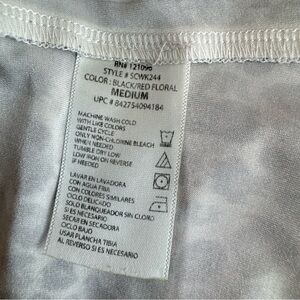 RN# 121096
STYLE # SCWK244
COLOR : BLACK/RED FLORAL
MEDIUM
UPC # 842754094184
MACHINE WASH COLD
WITH LIKE COLORS
GENTLE CYCLE
ONLY NON-CHLORINE BLEACH
WHEN NEEDED
TUMBLE DRY LOW
LOW IRON ON REVERSE
IF NEEDED
LAVAR EN LAVADORA
CON AGUA FRIA
CON COLORES SIMILARES
CICLO DELICADO
SOLO BLANQUEADOR SIN CLORO
SI ES NECESARIO
SECAR EN SECADORA
CICLO BAJO
USAR PLANCHA TIBIA
AL REVERSO SI ES NECESARIO